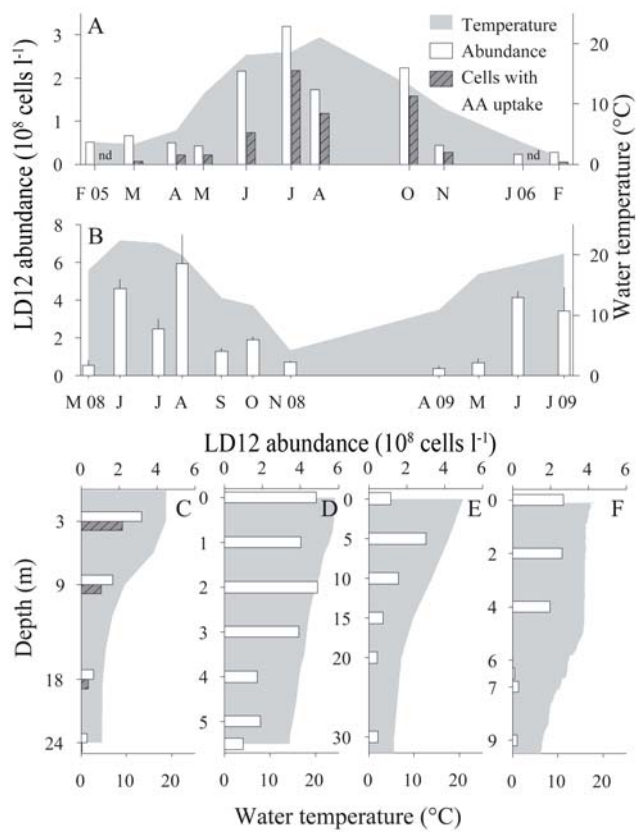 A
Temperature
Abundance
Cells with
AA uptake
3
2
1
0
20
10
0
nd
nd
F 05 M A M J J A O N J 06 F
LD12 abundance (10⁸ cells l⁻¹)
Water temperature (°C)
B
8
6
4
2
0
20
10
0
M 08 J J A S O N 08 A 09 M J J 09
LD12 abundance (10⁸ cells l⁻¹)
0 2 4 6 0 2 4 6 0 2 4 6 0 2 4 6
C
D
E
F
Depth (m)
3
9
18
24
0
1
2
3
4
5
0
5
10
15
20
30
0
2
4
6
7
9
0 10 20 0 10 20 0 10 20 0 10 20
Water temperature (°C)